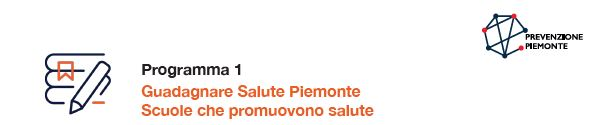 PREVENZIONE
PIEMONTE
Programma 1
Guadagnare Salute Piemonte
Scuole che promuovono salute